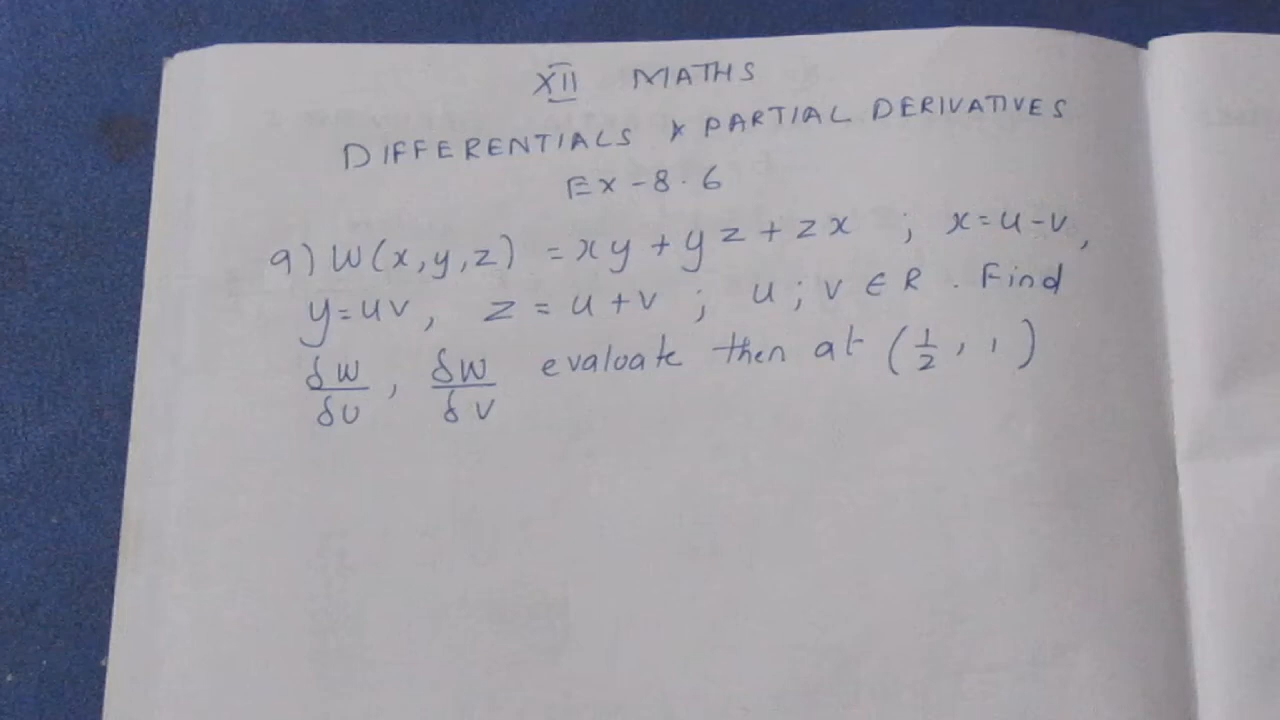 XII MATHS
DIFFERENTIALS & PARTIAL DERIVATIVES
EX-8.6
9) W(x,y,z) = xy + yz + zx ; x=u-v,
y=uv, z=u+v ; u;v ∈ R. Find
δW/δu, δW/δv evaluate then at (1/2, 1)